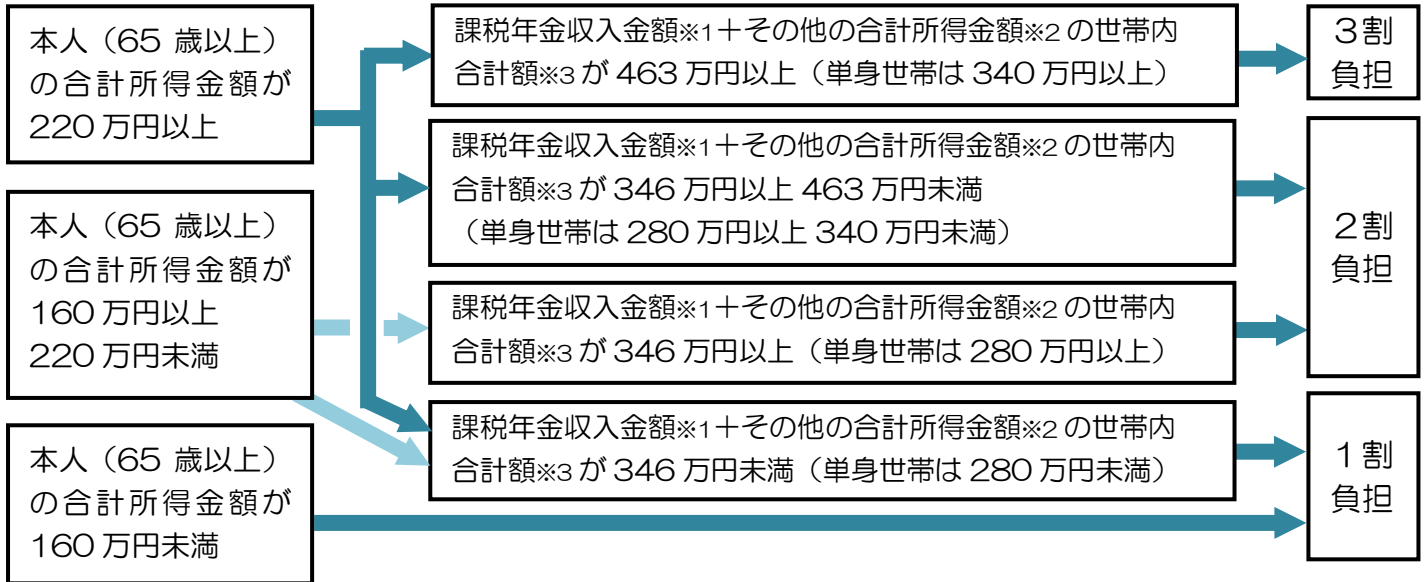 本人（65 歳以上）
の合計所得金額が
220 万円以上
課税年金収入金額※1＋その他の合計所得金額※2 の世帯内
合計額※3 が 463 万円以上（単身世帯は 340 万円以上）
3割
負担
課税年金収入金額※1＋その他の合計所得金額※2 の世帯内
合計額※3 が 346 万円以上 463 万円未満
（単身世帯は 280 万円以上 340 万円未満）
本人（65 歳以上）
の合計所得金額が
160 万円以上
220 万円未満
課税年金収入金額※1＋その他の合計所得金額※2 の世帯内
合計額※3 が 346 万円以上（単身世帯は 280 万円以上）
2割
負担
課税年金収入金額※1＋その他の合計所得金額※2 の世帯内
合計額※3 が 346 万円未満（単身世帯は 280 万円未満）
本人（65 歳以上）
の合計所得金額が
160 万円未満
1割
負担